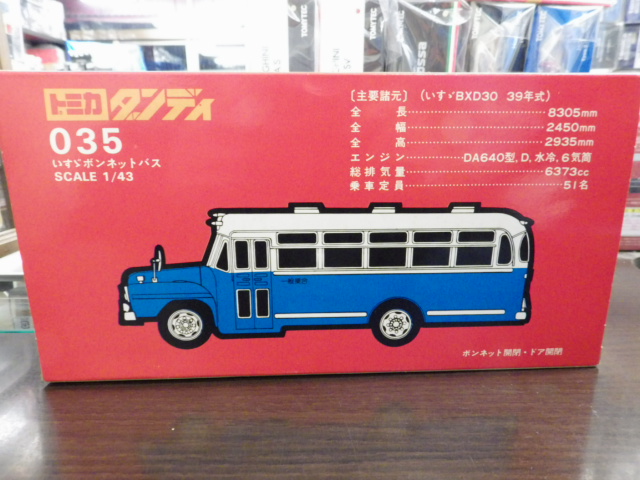 トミカ ダンディ
035
いすゞボンネットバス
SCALE 1/43
〔主要諸元〕（いすゞBXD30 39年式）
全長 8305mm
全幅 2450mm
全高 2935mm
エンジン DA640型,D,水冷,6気筒
総排気量 6373cc
乗車定員 51名
ボンネット開閉・ドア開閉